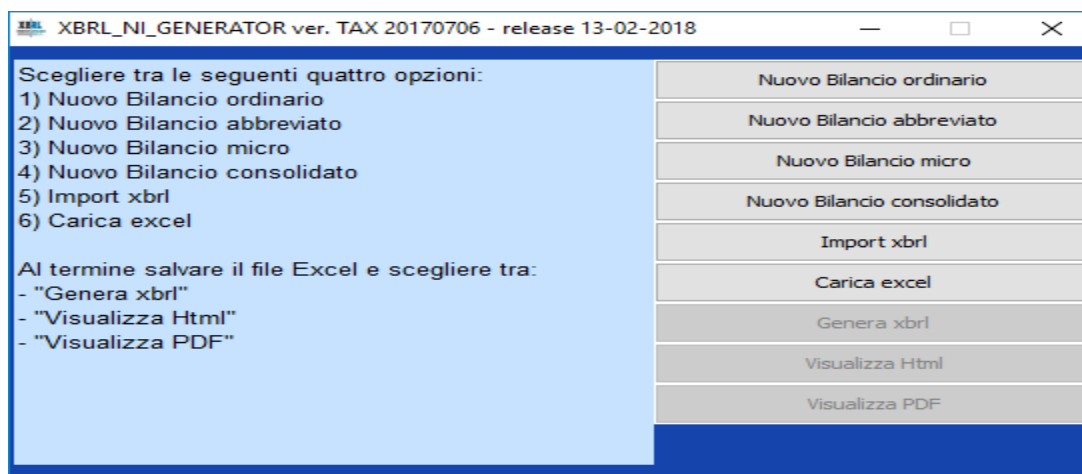 XBRL_NI_GENERATOR ver. TAX 20170706 - release 13-02-2018
Scegliere tra le seguenti quattro opzioni:
1) Nuovo Bilancio ordinario
2) Nuovo Bilancio abbreviato
3) Nuovo Bilancio micro
4) Nuovo Bilancio consolidato
5) Import xbrl
6) Carica excel
Al termine salvare il file Excel e scegliere tra:
- "Genera xbrl"
- "Visualizza Html"
- "Visualizza PDF"
Nuovo Bilancio ordinario
Nuovo Bilancio abbreviato
Nuovo Bilancio micro
Nuovo Bilancio consolidato
Import xbrl
Carica excel
Genera xbrl
Visualizza Html
Visualizza PDF